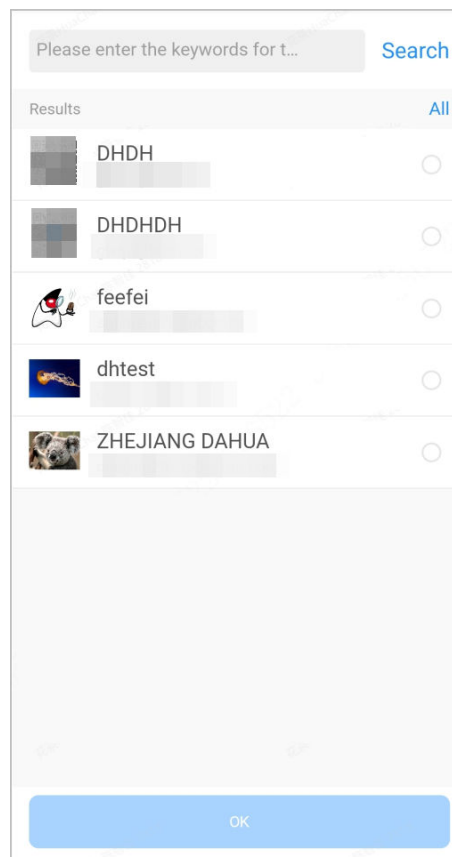 Please enter the keywords for t...
Search
Results
All
DHDH
DHDHDH
feefei
dhtest
ZHEJIANG DAHUA
OK